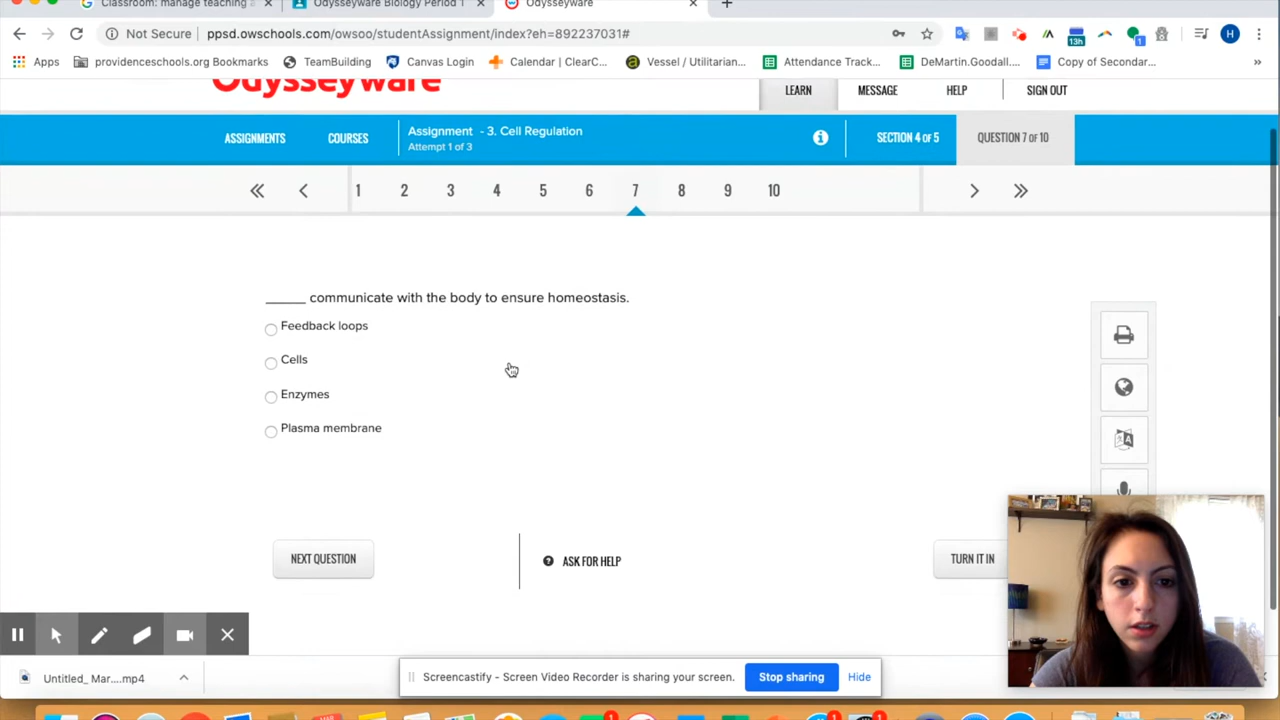 Classroom: manage teaching a
Odysseyware Biology Period 1
Odysseyware
Not Secure
ppsd.owschools.com/owsoo/studentAssignment/index?eh=892237031#
13h
1
H
Apps
providenceschools.org Bookmarks
TeamBuilding
Canvas Login
Calendar | ClearC...
Vessel / Utilitarian...
Attendance Track...
DeMartin.Goodall....
Copy of Secondar...
»
Odysseyware
LEARN
MESSAGE
HELP
SIGN OUT
ASSIGNMENTS
COURSES
Assignment - 3. Cell Regulation
Attempt 1 of 3
SECTION 4 OF 5
QUESTION 7 OF 10
1 2 3 4 5 6 7 8 9 10
______ communicate with the body to ensure homeostasis.
Feedback loops
Cells
Enzymes
Plasma membrane
NEXT QUESTION
ASK FOR HELP
TURN IT IN
Untitled_ Mar....mp4
Screencastify - Screen Video Recorder is sharing your screen.
Stop sharing
Hide